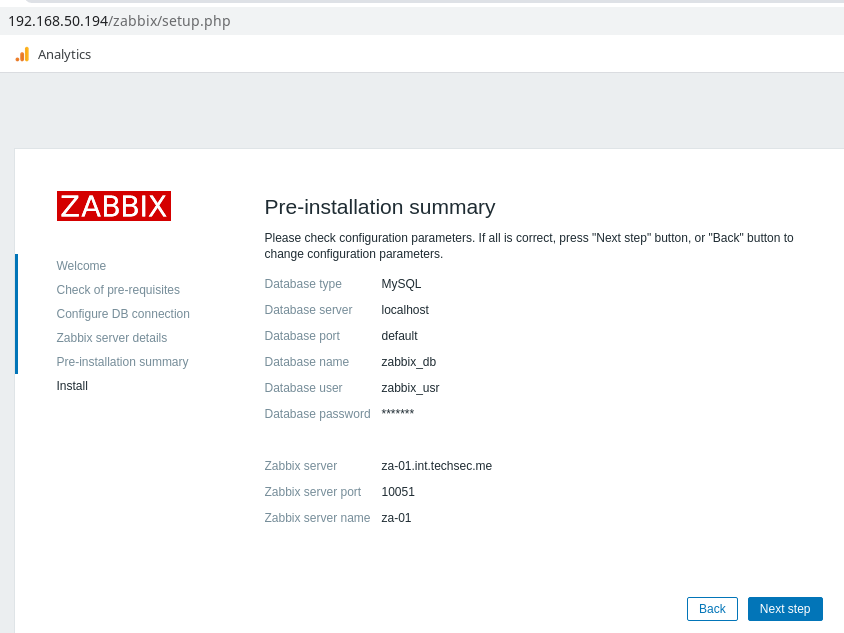 192.168.50.194/zabbix/setup.php
Analytics
ZABBIX
Welcome
Check of pre-requisites
Configure DB connection
Zabbix server details
Pre-installation summary
Install
Pre-installation summary
Please check configuration parameters. If all is correct, press "Next step" button, or "Back" button to
change configuration parameters.
Database type MySQL
Database server localhost
Database port default
Database name zabbix_db
Database user zabbix_usr
Database password *******
Zabbix server za-01.int.techsec.me
Zabbix server port 10051
Zabbix server name za-01
Back Next step